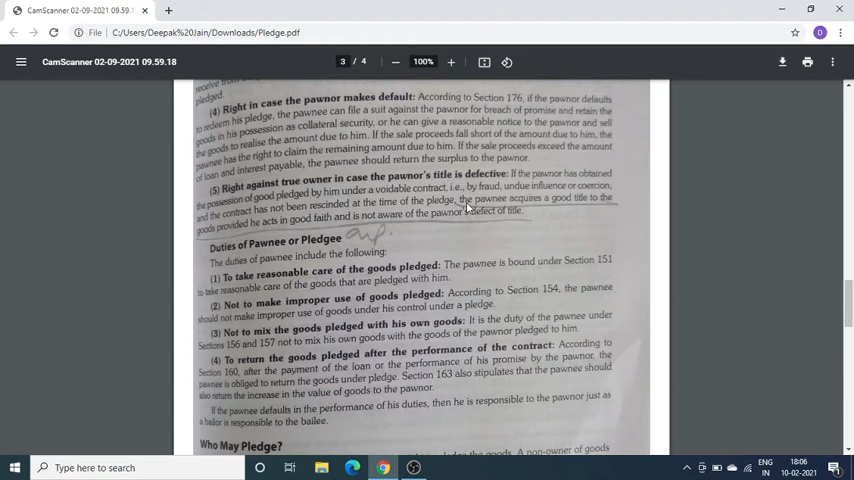 CamScanner 02-09-2021 09.59.18
File | C:/Users/Deepak%20Jain/Downloads/Pledge.pdf
D
CamScanner 02-09-2021 09.59.18
3 / 4
100%
receive from
pledged.
(4) Right in case the pawnor makes default: According to Section 176, if the pawnor defaults
to redeem his pledge, the pawnee can file a suit against the pawnor for breach of promise and retain the
goods in his possession as collateral security, or he can give a reasonable notice to the pawnor and sell
the goods to realise the amount due to him. If the sale proceeds fall short of the amount due to him, the
pawnee has the right to claim the remaining amount due to him. If the sale proceeds exceed the amount
of loan and interest payable, the pawnee should return the surplus to the pawnor.
(5) Right against true owner in case the pawnor's title is defective: If the pawnor has obtained
the possession of good pledged by him under a voidable contract, i.e., by fraud, undue influence or coercion,
and the contract has not been rescinded at the time of the pledge, the pawnee acquires a good title to the
goods provided he acts in good faith and is not aware of the pawnor's defect of title.
Duties of Pawnee or Pledgee
The duties of pawnee include the following:
(1) To take reasonable care of the goods pledged: The pawnee is bound under Section 151
to take reasonable care of the goods that are pledged with him.
(2) Not to make improper use of goods pledged: According to Section 154, the pawnee
should not make improper use of goods under his control under a pledge.
(3) Not to mix the goods pledged with his own goods: It is the duty of the pawnee under
Sections 156 and 157 not to mix his own goods with the goods of the pawnor pledged to him.
(4) To return the goods pledged after the performance of the contract: According to
Section 160, after the payment of the loan or the performance of his promise by the pawnor, the
pawnee is obliged to return the goods under pledge. Section 163 also stipulates that the pawnee should
also return the increase in the value of goods to the pawnor.
If the pawnee defaults in the performance of his duties, then he is responsible to the pawnor just as
a bailor is responsible to the bailee.
Who May Pledge?
pledge the goods. A non-owner of goods
Type here to search
ENG
IN
18:06
10-02-2021
1